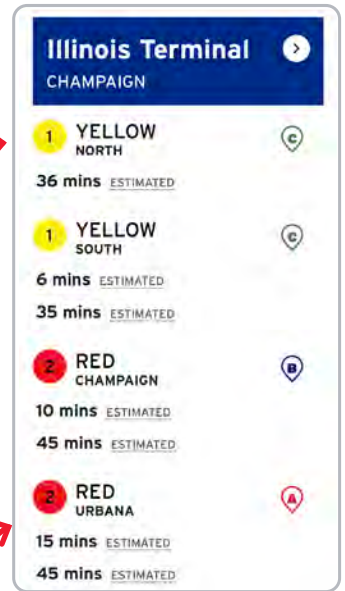 Illinois Terminal
CHAMPAIGN
1 YELLOW C
NORTH
36 mins ESTIMATED
1 YELLOW C
SOUTH
6 mins ESTIMATED
35 mins ESTIMATED
2 RED B
CHAMPAIGN
10 mins ESTIMATED
45 mins ESTIMATED
2 RED A
URBANA
15 mins ESTIMATED
45 mins ESTIMATED